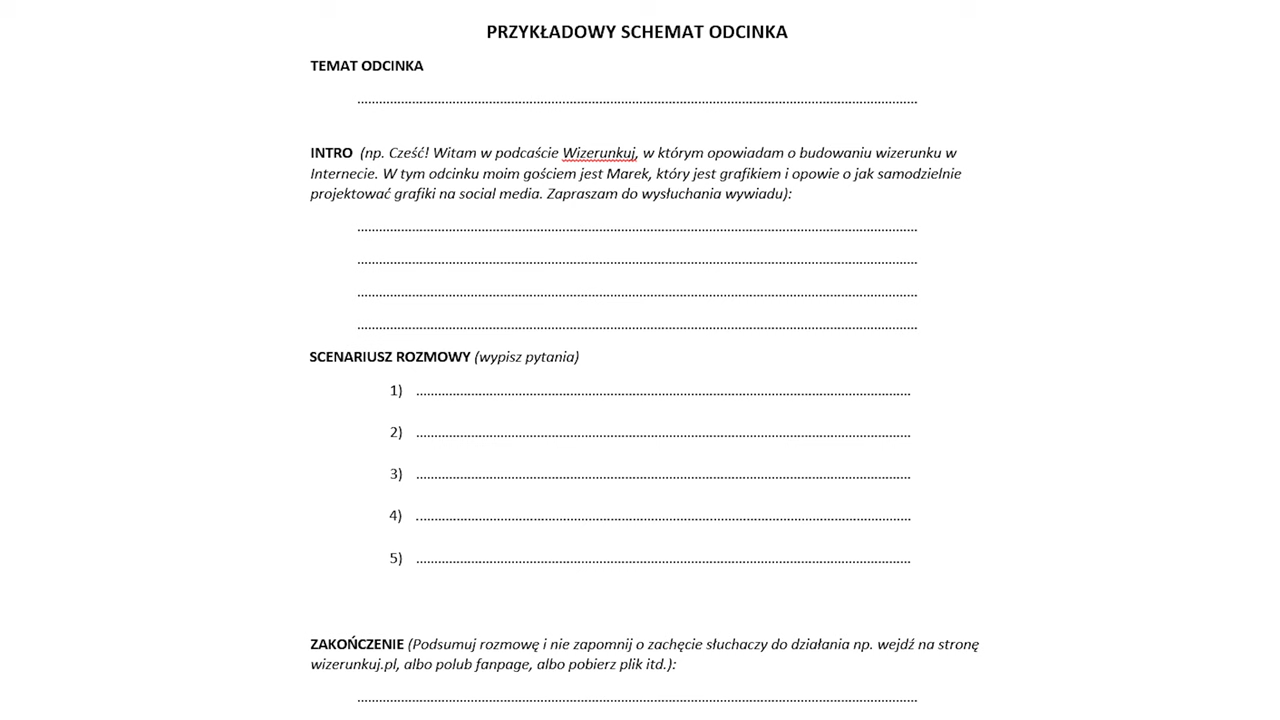 PRZYKŁADOWY SCHEMAT ODCINKA
TEMAT ODCINKA
................................................................................................................................................
INTRO (np. Cześć! Witam w podcaście Wizerunkuj, w którym opowiadam o budowaniu wizerunku w
Internecie. W tym odcinku moim gościem jest Marek, który jest grafikiem i opowie o jak samodzielnie
projektować grafiki na social media. Zapraszam do wysłuchania wywiadu):
................................................................................................................................................
................................................................................................................................................
................................................................................................................................................
................................................................................................................................................
SCENARIUSZ ROZMOWY (wypisz pytania)
1) ................................................................................................................................
2) ................................................................................................................................
3) ................................................................................................................................
4) ................................................................................................................................
5) ................................................................................................................................
ZAKOŃCZENIE (Podsumuj rozmowę i nie zapomnij o zachęcie słuchaczy do działania np. wejdź na stronę
wizerunkuj.pl, albo polub fanpage, albo pobierz plik itd.):
................................................................................................................................................